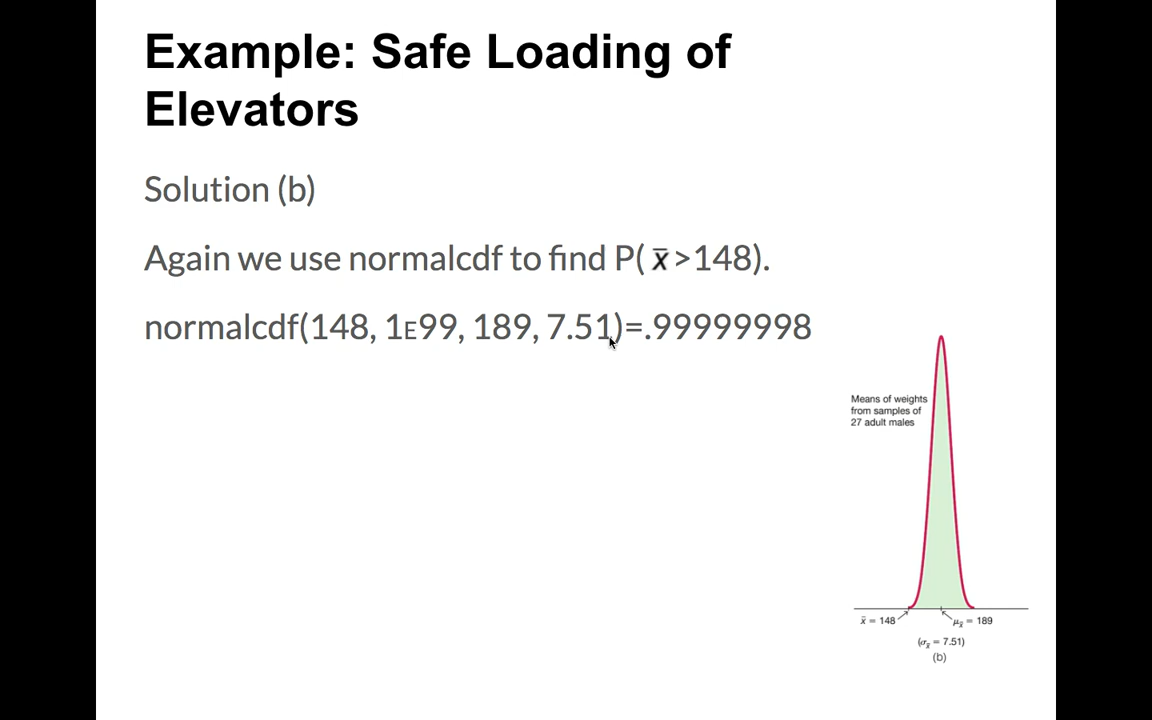 Example: Safe Loading of
Elevators
Solution (b)
Again we use normalcdf to find P( x̄ >148).
normalcdf(148, 1ᴇ99, 189, 7.51)=.99999998
Means of weights
from samples of
27 adult males
x̄ = 148
μx̄ = 189
(σx̄ = 7.51)
(b)